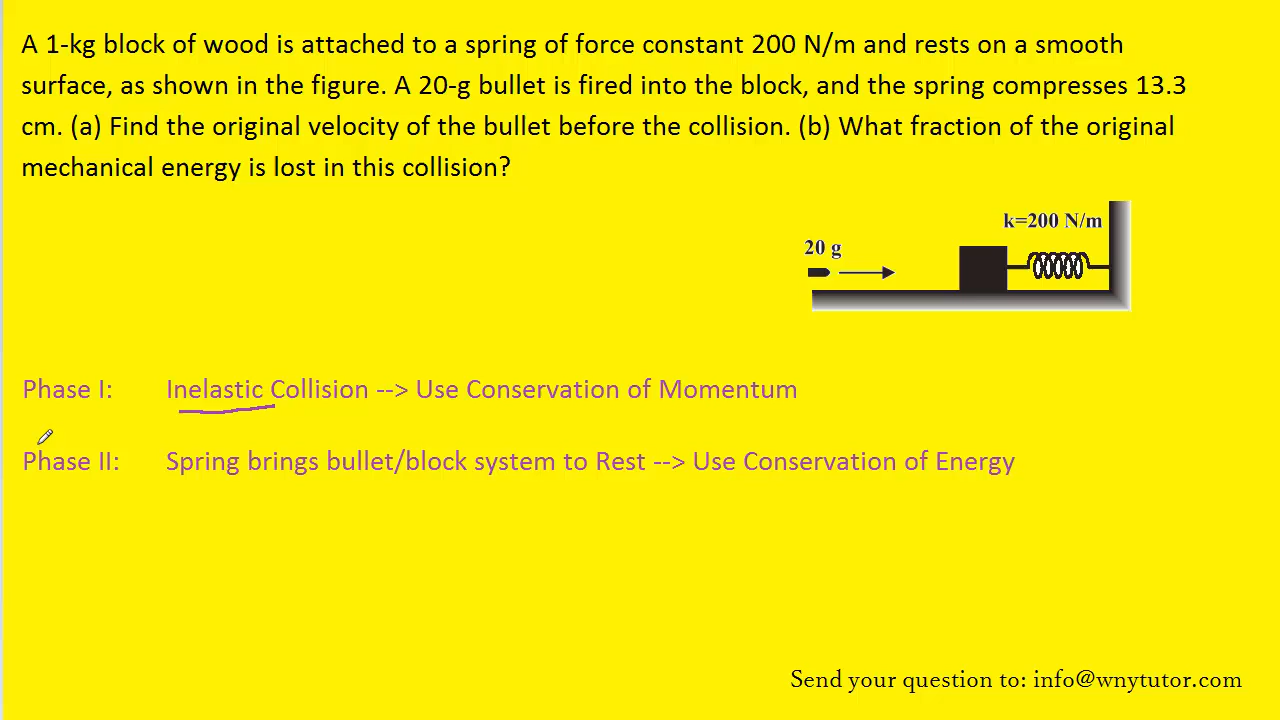 A 1-kg block of wood is attached to a spring of force constant 200 N/m and rests on a smooth
surface, as shown in the figure. A 20-g bullet is fired into the block, and the spring compresses 13.3
cm. (a) Find the original velocity of the bullet before the collision. (b) What fraction of the original
mechanical energy is lost in this collision?
k=200 N/m
20 g
Phase I: Inelastic Collision --> Use Conservation of Momentum
Phase II: Spring brings bullet/block system to Rest --> Use Conservation of Energy
Send your question to: info@wnytutor.com